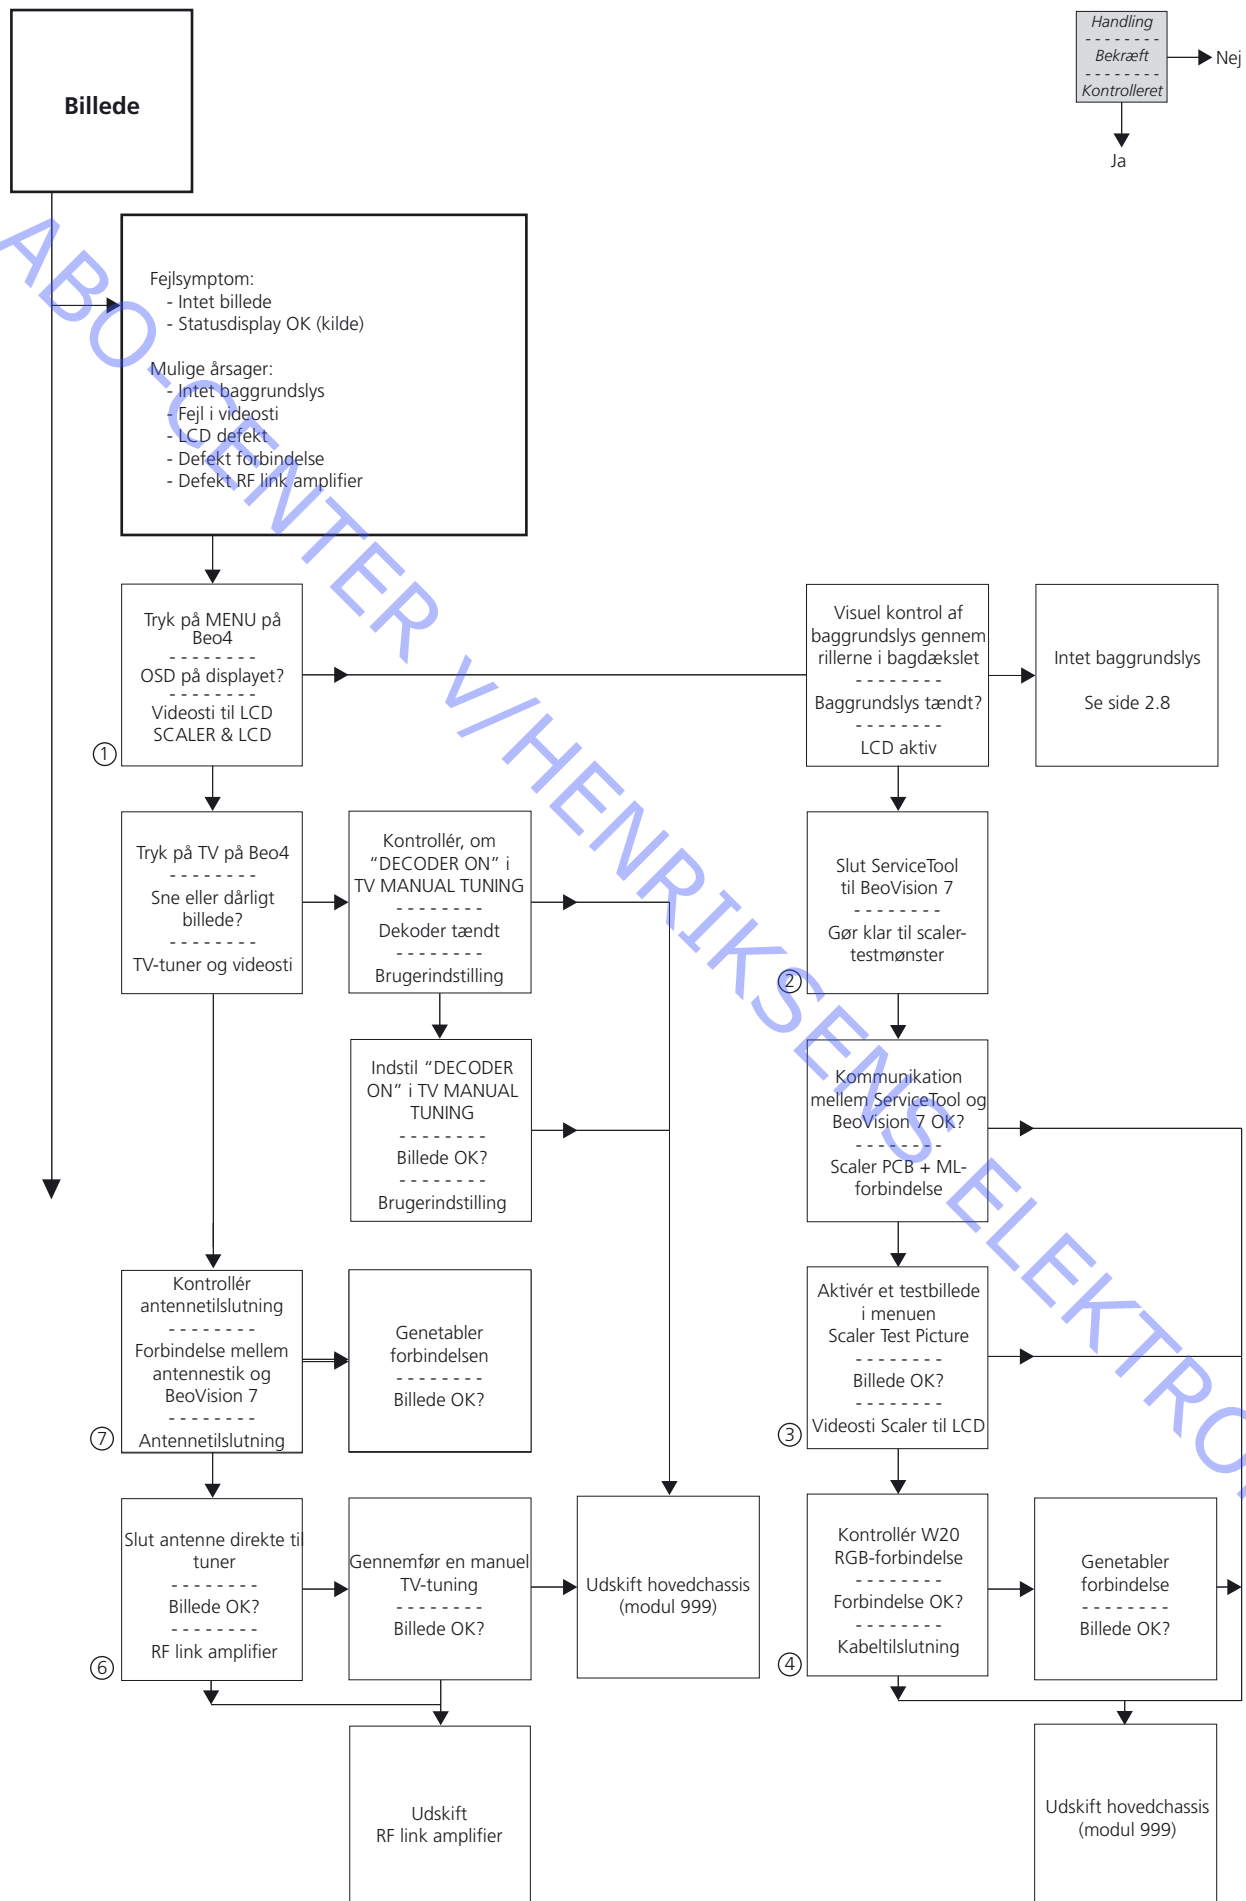 Handling
Bekræft
Kontrolleret
Nej
Ja
Billede
Fejlsymptom:
- Intet billede
- Statusdisplay OK (kilde)
Mulige årsager:
- Intet baggrundslys
- Fejl i videosti
- LCD defekt
- Defekt forbindelse
- Defekt RF link amplifier
Tryk på MENU på
Beo4
OSD på displayet?
Videosti til LCD
SCALER & LCD
1
Visuel kontrol af
baggrundslys gennem
rillerne i bagdækslet
Baggrundslys tændt?
LCD aktiv
Intet baggrundslys
Se side 2.8
Tryk på TV på Beo4
Sne eller dårligt
billede?
TV-tuner og videosti
Kontrollér, om
“DECODER ON” i
TV MANUAL TUNING
Dekoder tændt
Brugerindstilling
Slut ServiceTool
til BeoVision 7
Gør klar til scaler-
testmønster
2
Indstil “DECODER
ON” i TV MANUAL
TUNING
Billede OK?
Brugerindstilling
Kommunikation
mellem ServiceTool og
BeoVision 7 OK?
Scaler PCB + ML-
forbindelse
Kontrollér
antennetilslutning
Forbindelse mellem
antennestik og
BeoVision 7
Antennetilslutning
7
Genetabler
forbindelsen
Billede OK?
Aktivér et testbillede
i menuen
Scaler Test Picture
Billede OK?
Videosti Scaler til LCD
3
Slut antenne direkte til
tuner
Billede OK?
RF link amplifier
6
Gennemfør en manuel
TV-tuning
Billede OK?
Udskift hovedchassis
(modul 999)
Kontrollér W20
RGB-forbindelse
Forbindelse OK?
Kabeltilslutning
4
Genetabler
forbindelse
Billede OK?
Udskift
RF link amplifier
Udskift hovedchassis
(modul 999)
ABO-CENTER v/HENRIKSENS ELEKTRO